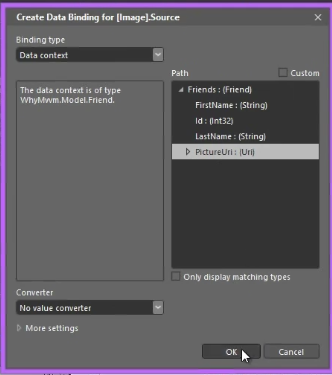 Create Data Binding for [Image].Source
Binding type
Data context
The data context is of type
WhyMvvm.Model.Friend.
Path
Custom
Friends : (Friend)
FirstName : (String)
Id : (Int32)
LastName : (String)
PictureUri : (Uri)
Only display matching types
Converter
No value converter
More settings
OK
Cancel